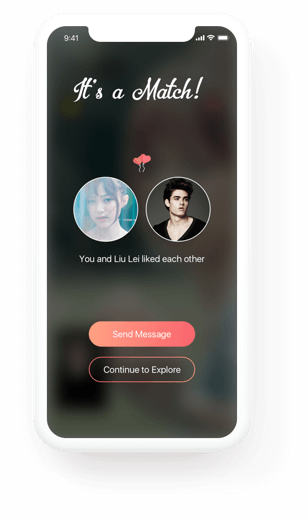 9:41
It's a Match!
You and Liu Lei liked each other
Send Message
Continue to Explore